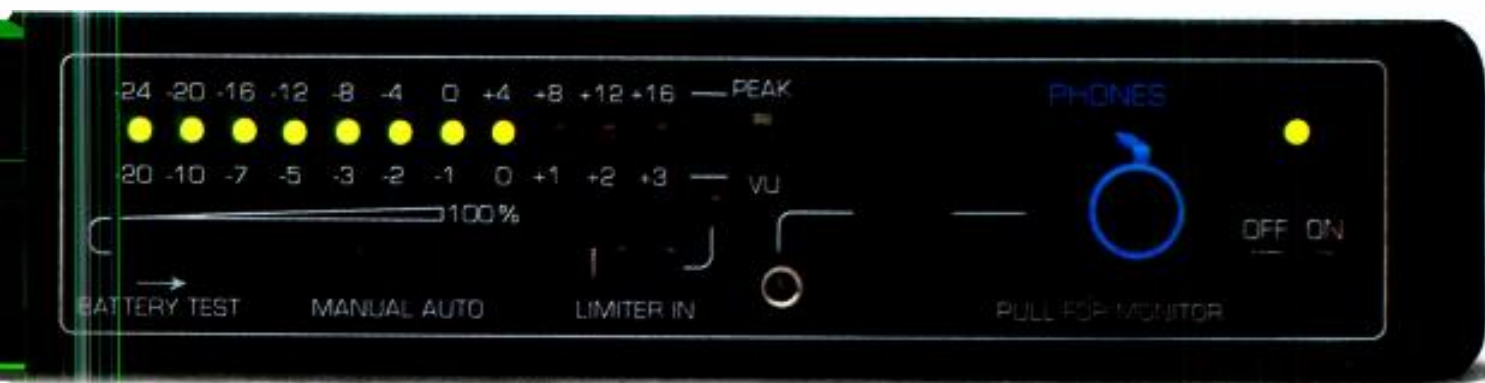 -24 -20 -16 -12 -8 -4 0 +4 +8 +12 +16 PEAK
PHONES
-20 -10 -7 -5 -3 -2 -1 0 +1 +2 +3 VU
100%
OFF ON
BATTERY TEST MANUAL AUTO LIMITER IN PULL FOR MONITOR